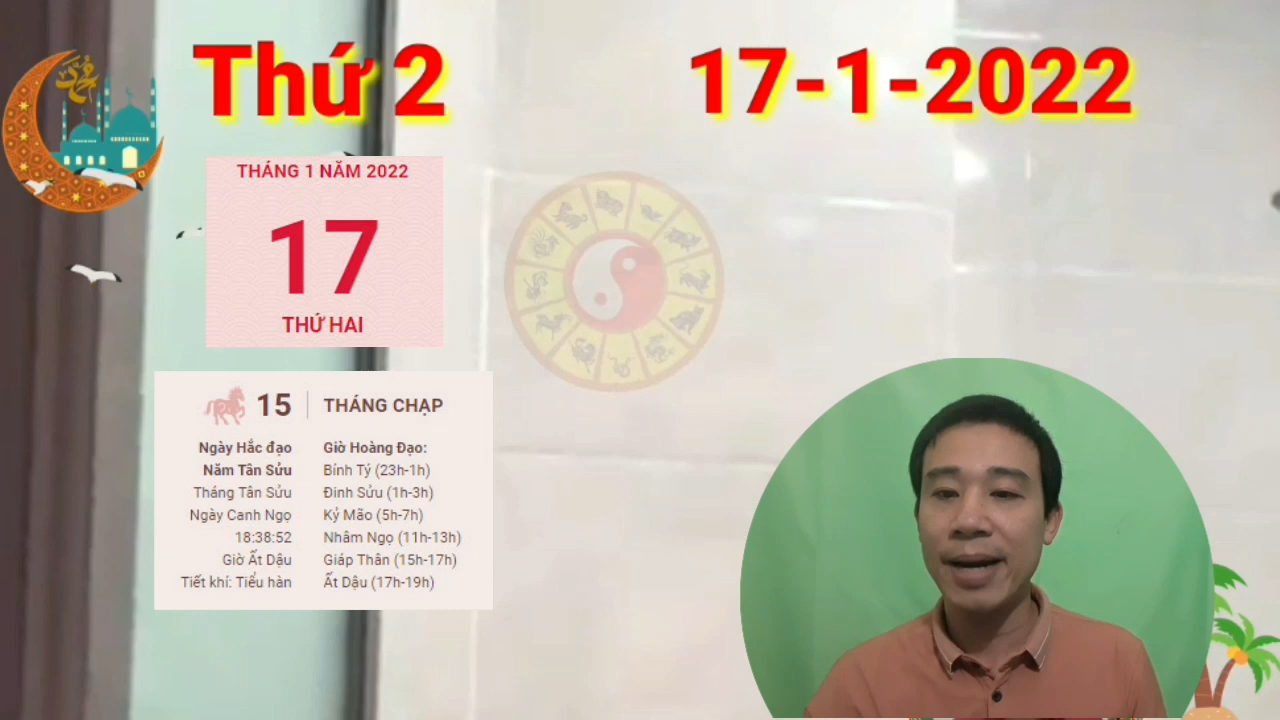 Thứ 2
17-1-2022
THÁNG 1 NĂM 2022
17
THỨ HAI
15
THÁNG CHẠP
Ngày Hắc đạo
Năm Tân Sửu
Tháng Tân Sửu
Ngày Canh Ngọ
18:38:52
Giờ Ất Dậu
Tiết khí: Tiểu hàn
Giờ Hoàng Đạo:
Bính Tý (23h-1h)
Đinh Sửu (1h-3h)
Kỷ Mão (5h-7h)
Nhâm Ngọ (11h-13h)
Giáp Thân (15h-17h)
Ất Dậu (17h-19h)